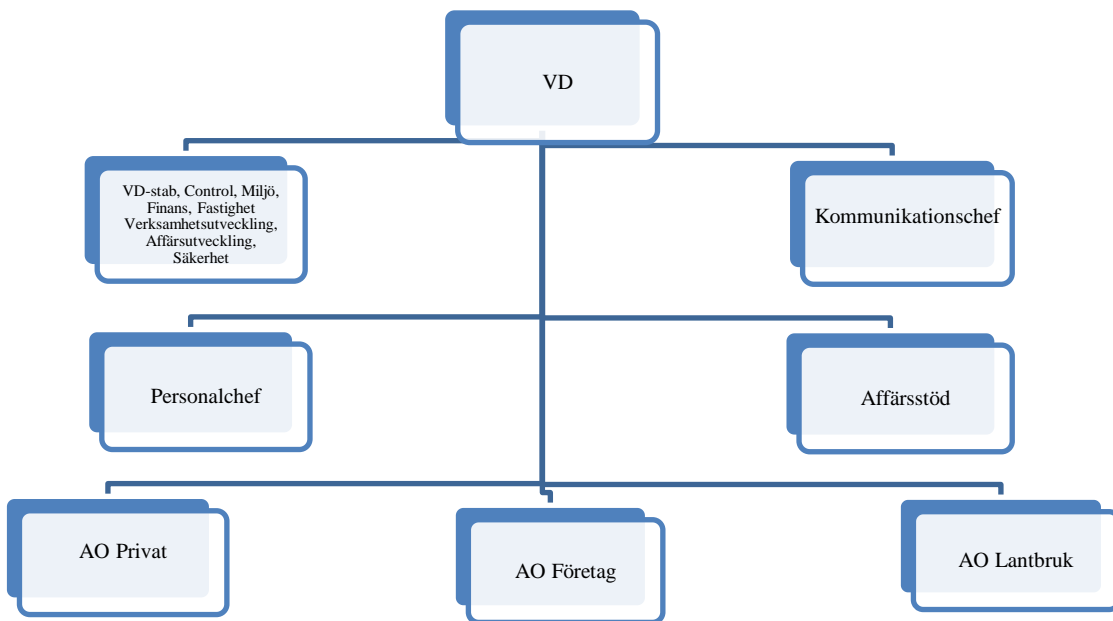 VD
VD-stab, Control, Miljö,
Finans, Fastighet
Verksamhetsutveckling,
Affärsutveckling,
Säkerhet
Kommunikationschef
Personalchef
Affärsstöd
AO Privat
AO Företag
AO Lantbruk